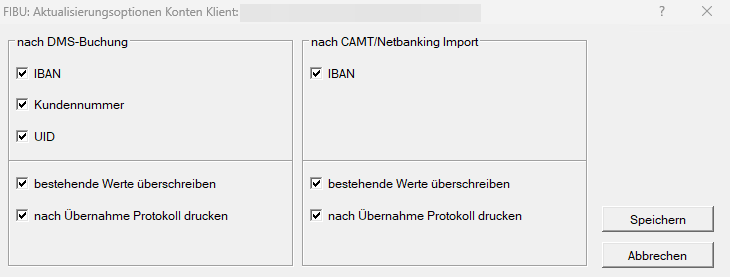 FIBU: Aktualisierungsoptionen Konten Klient:
nach DMS-Buchung
IBAN
Kundennummer
UID
bestehende Werte überschreiben
nach Übernahme Protokoll drucken
nach CAMT/Netbanking Import
IBAN
bestehende Werte überschreiben
nach Übernahme Protokoll drucken
Speichern
Abbrechen